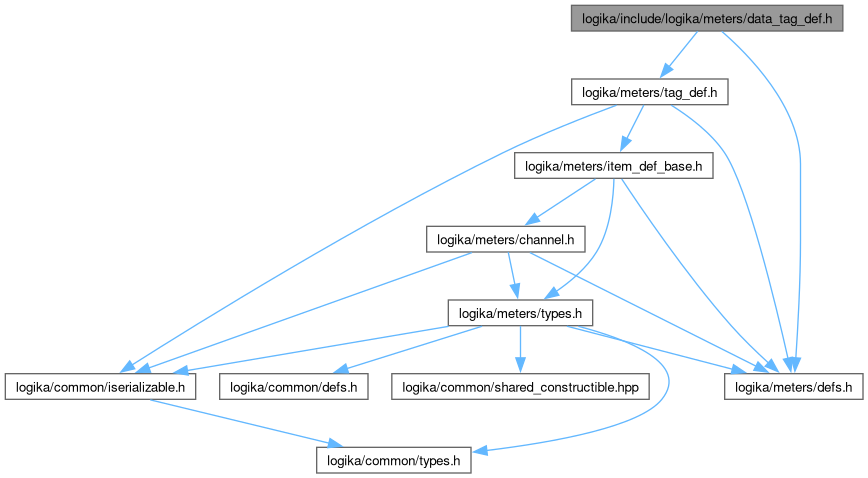 logika/include/logika/meters/data_tag_def.h
logika/meters/tag_def.h
logika/meters/item_def_base.h
logika/meters/channel.h
logika/meters/types.h
logika/common/iserializable.h
logika/common/defs.h
logika/common/shared_constructible.hpp
logika/meters/defs.h
logika/common/types.h